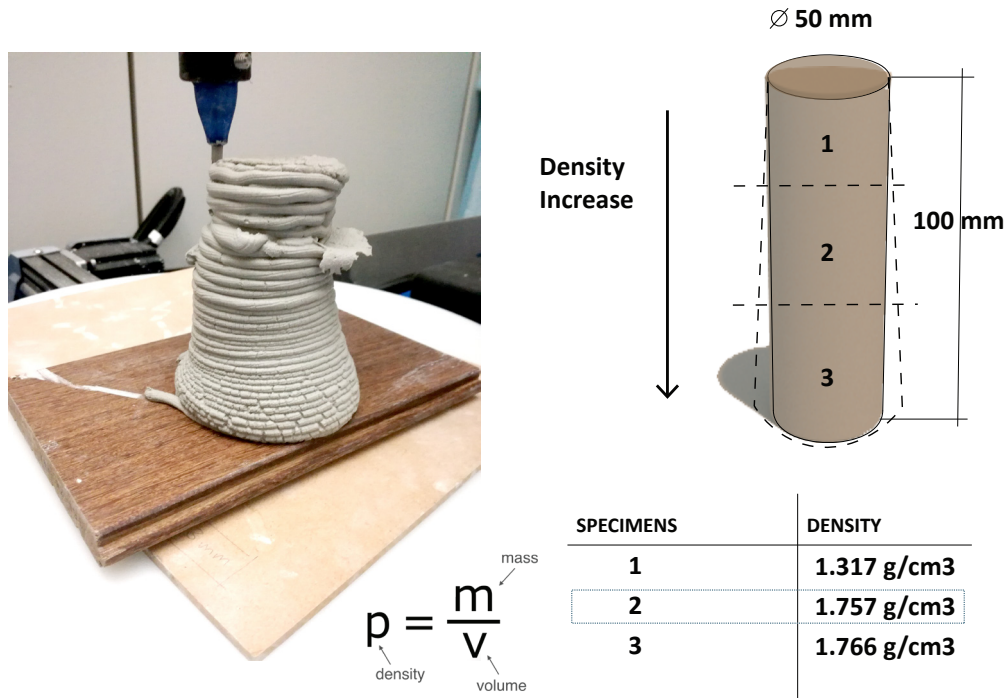 ∅ 50 mm
Density
Increase
1
2
3
100 mm
SPECIMENS DENSITY
1 1.317 g/cm3
2 1.757 g/cm3
3 1.766 g/cm3
mass
p = m
v
density
volume